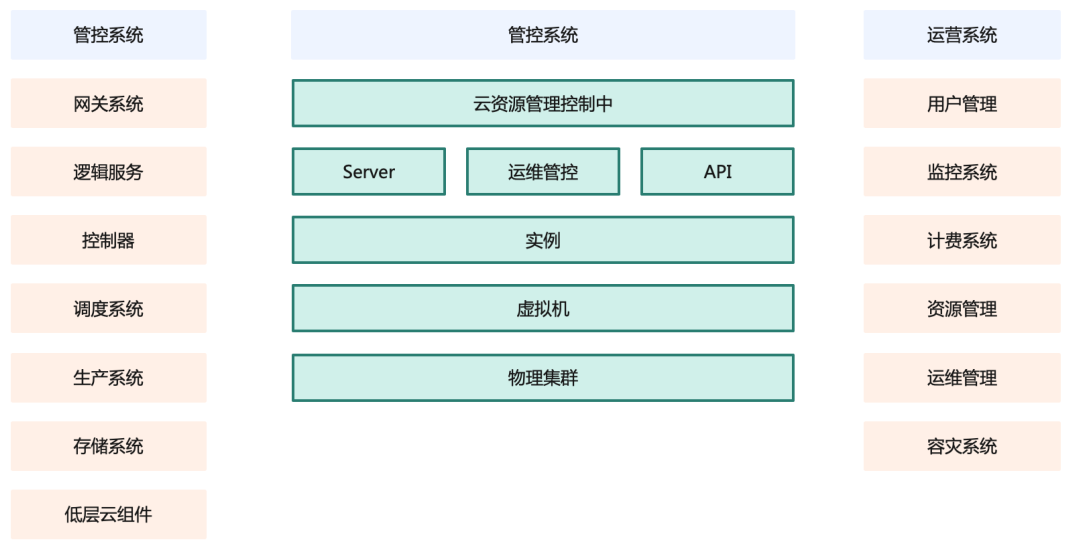 管控系统
管控系统
运营系统
网关系统
云资源管理控制中
用户管理
逻辑服务
Server
运维管控
API
监控系统
控制器
实例
计费系统
调度系统
虚拟机
资源管理
生产系统
物理集群
运维管理
存储系统
容灾系统
低层云组件